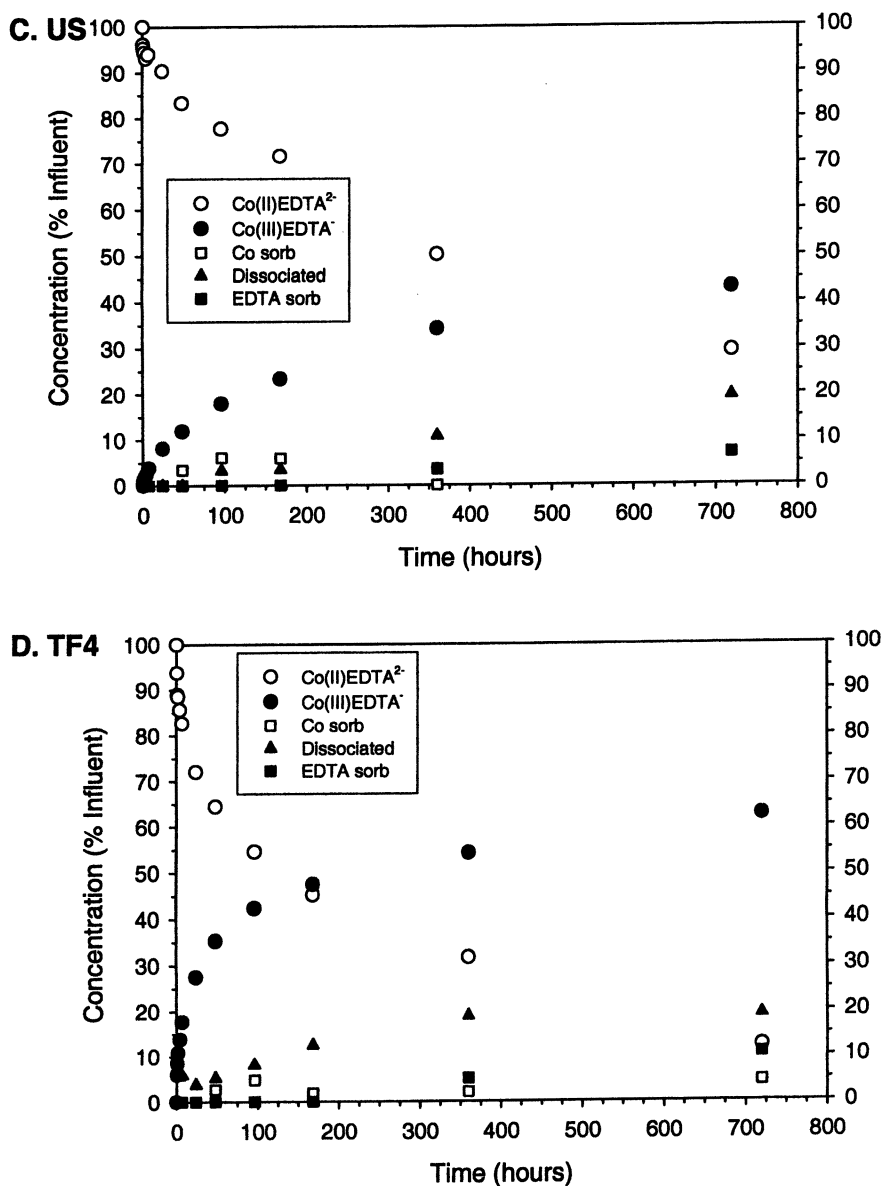 C. US
100
90
80
70
60
50
40
30
20
10
0
100
90
80
70
60
50
40
30
20
10
0
Concentration (% Influent)
Co(II)EDTA²⁻
Co(III)EDTA⁻
Co sorb
Dissociated
EDTA sorb
0 100 200 300 400 500 600 700 800
Time (hours)
D. TF4
100
90
80
70
60
50
40
30
20
10
0
100
90
80
70
60
50
40
30
20
10
0
Concentration (% Influent)
Co(II)EDTA²⁻
Co(III)EDTA⁻
Co sorb
Dissociated
EDTA sorb
0 100 200 300 400 500 600 700 800
Time (hours)